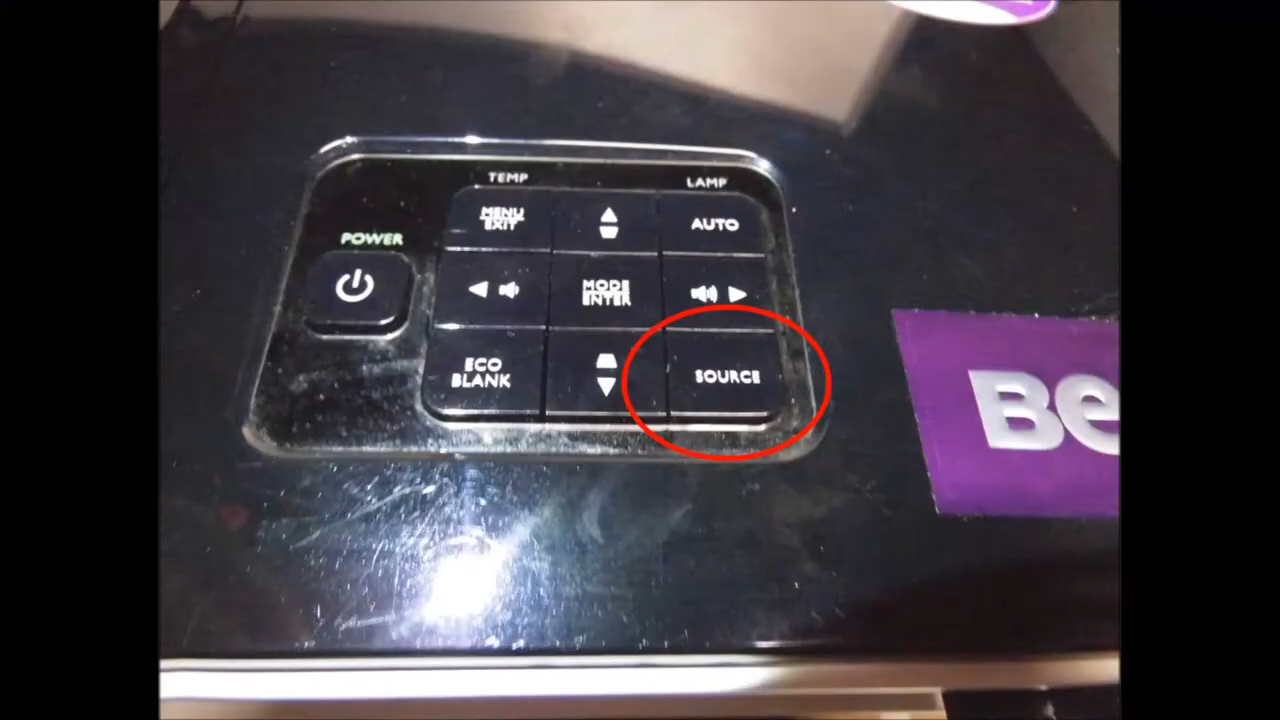 TEMP
LAMP
MENU
EXIT
AUTO
POWER
MODE
ENTER
ECO
BLANK
SOURCE
Be